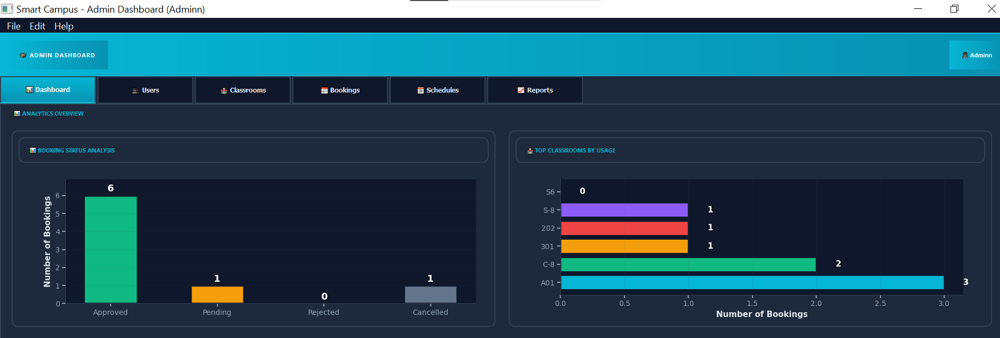 Smart Campus - Admin Dashboard (Adminn)
File Edit Help
ADMIN DASHBOARD
Adminn
Dashboard
Users
Classrooms
Bookings
Schedules
Reports
ANALYTICS OVERVIEW
BOOKING STATUS ANALYSIS
Number of Bookings
6
5
4
3
2
1
0
6
1
0
1
Approved
Pending
Rejected
Cancelled
TOP CLASSROOMS BY USAGE
S6
0
S-8
1
202
1
301
1
C-8
2
A01
3
0.0
0.5
1.0
1.5
2.0
2.5
3.0
Number of Bookings